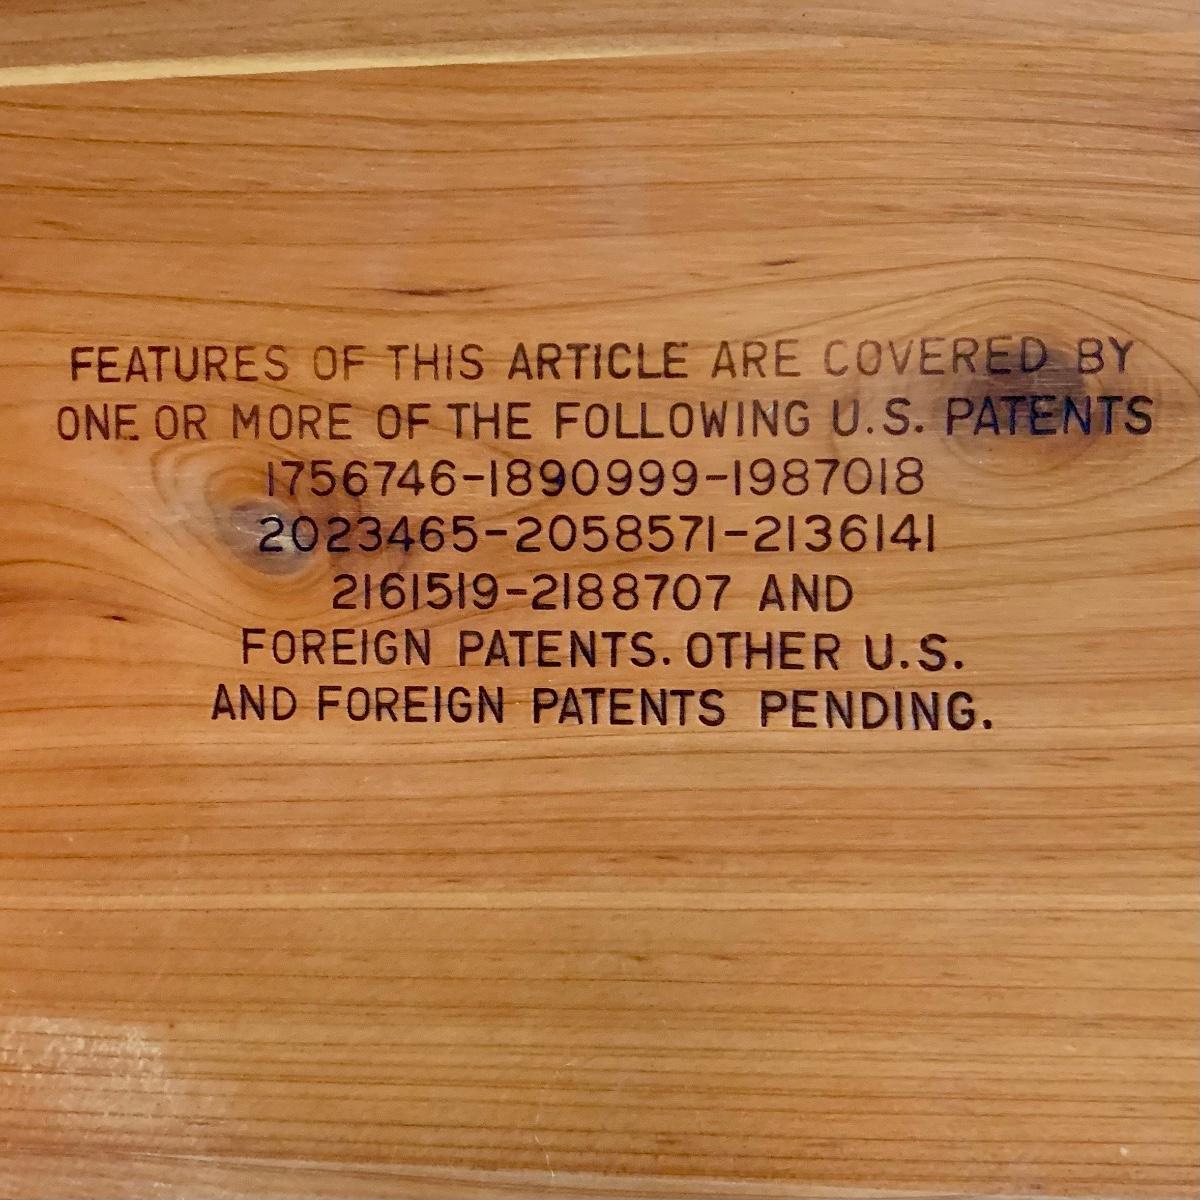 FEATURES OF THIS ARTICLE ARE COVERED BY
ONE OR MORE OF THE FOLLOWING U.S. PATENTS
1756746-1890999-1987018
2023465-2058571-2136141
2161519-2188707 AND
FOREIGN PATENTS. OTHER U.S.
AND FOREIGN PATENTS PENDING.